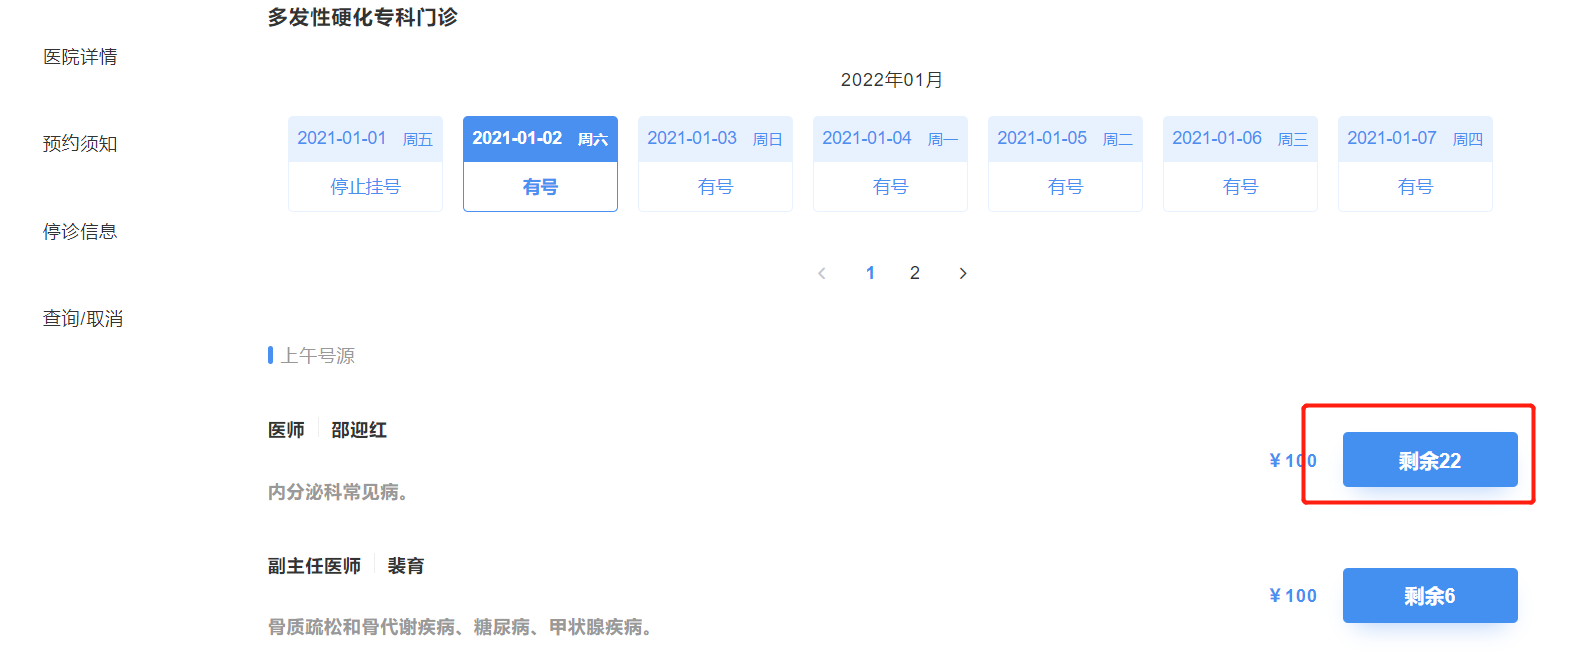 多发性硬化专科门诊
医院详情
2022年01月
2021-01-01 周五 2021-01-02 周六 2021-01-03 周日 2021-01-04 周一 2021-01-05 周二 2021-01-06 周三 2021-01-07 周四
预约须知
停止挂号 有号 有号 有号 有号 有号 有号
停诊信息
< 1 2 >
查询/取消
上午号源
医师 邵迎红
¥100 剩余22
内分泌科常见病。
副主任医师 裴育
¥100 剩余6
骨质疏松和骨代谢疾病、糖尿病、甲状腺疾病。